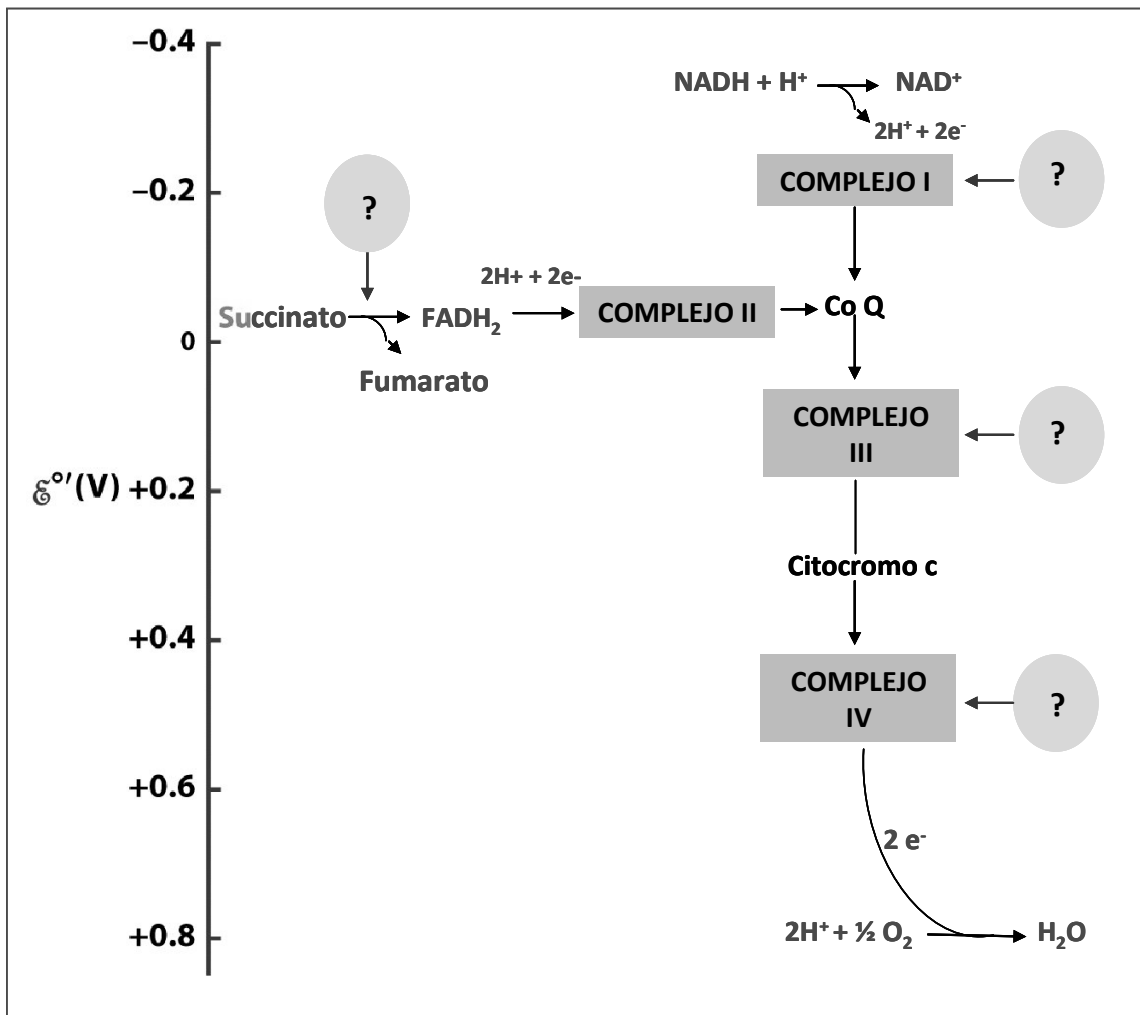 −0.4
NADH + H⁺ NAD⁺
2H⁺ + 2e⁻
−0.2
?
COMPLEJO I
?
2H+ + 2e-
Succinato
FADH₂
COMPLEJO II
Co Q
0
Fumarato
COMPLEJO
III
?
ℰ°′(V) +0.2
Citocromo c
+0.4
COMPLEJO
IV
?
+0.6
2 e⁻
2H⁺ + ½ O₂ H₂O
+0.8